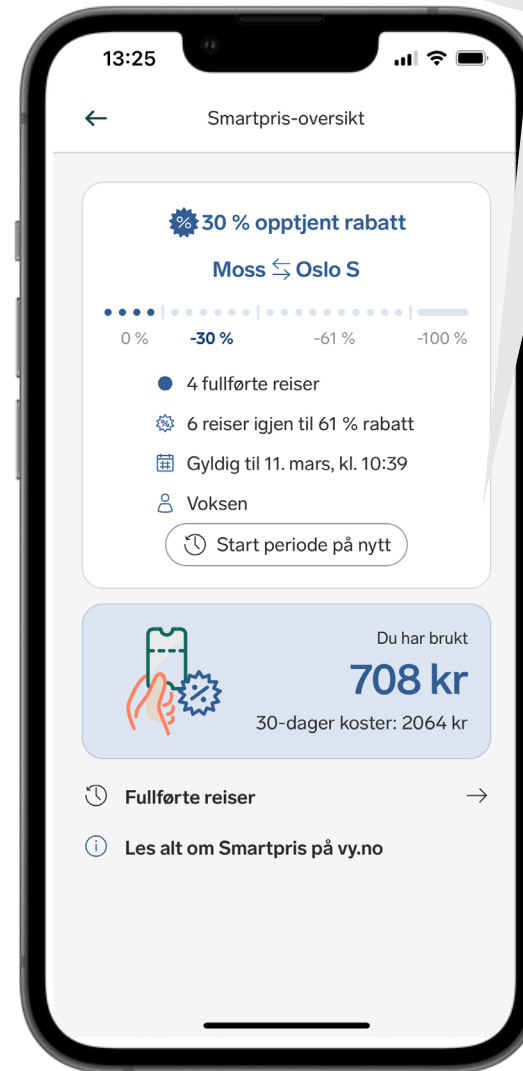 13:25
Smartpris-oversikt
30 % opptjent rabatt
Moss ⇆ Oslo S
0 % -30 % -61 % -100 %
4 fullførte reiser
6 reiser igjen til 61 % rabatt
Gyldig til 11. mars, kl. 10:39
Voksen
Start periode på nytt
Du har brukt
708 kr
30-dager koster: 2064 kr
Fullførte reiser
Les alt om Smartpris på vy.no